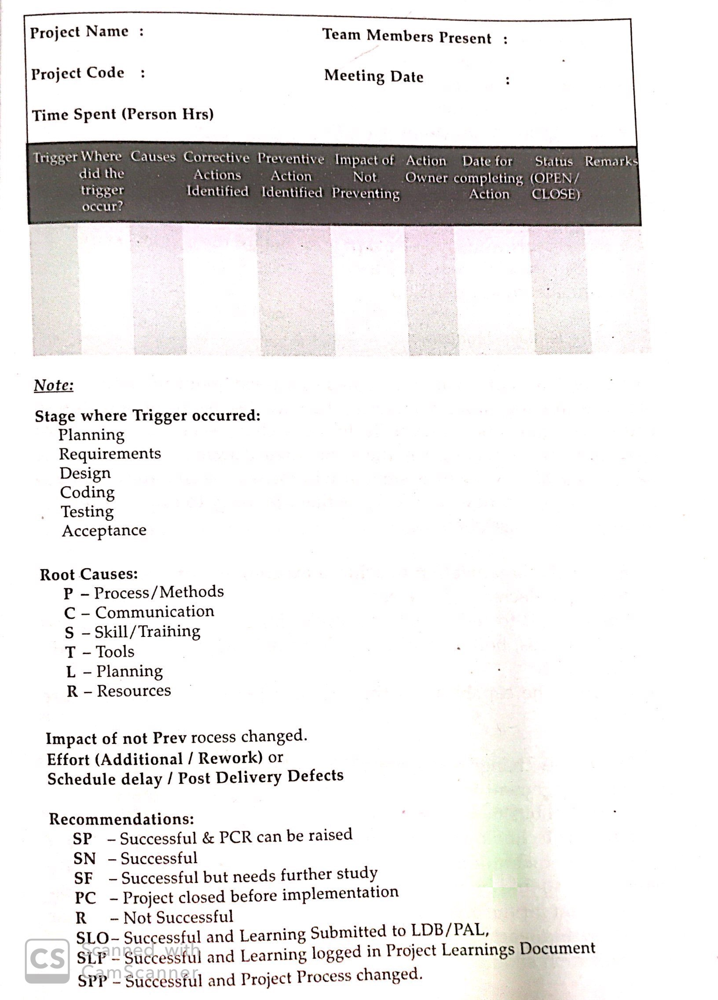 Project Name :
Team Members Present :
Project Code :
Meeting Date :
Time Spent (Person Hrs)
Trigger Where Causes Corrective Preventive Impact of Action Date for Status Remarks
did the Actions Action Not Owner completing (OPEN/
trigger Identified Identified Preventing Action CLOSE)
occur?
Note:
Stage where Trigger occurred:
Planning
Requirements
Design
Coding
Testing
Acceptance
Root Causes:
P – Process/Methods
C – Communication
S – Skill/Training
T – Tools
L – Planning
R – Resources
Impact of not Prev rocess changed.
Effort (Additional / Rework) or
Schedule delay / Post Delivery Defects
Recommendations:
SP – Successful & PCR can be raised
SN – Successful
SF – Successful but needs further study
PC – Project closed before implementation
R – Not Successful
SLO – Successful and Learning Submitted to LDB/PAL,
SLP – Successful and Learning logged in Project Learnings Document
SPP – Successful and Project Process changed.
CS Scanned with
CamScanner